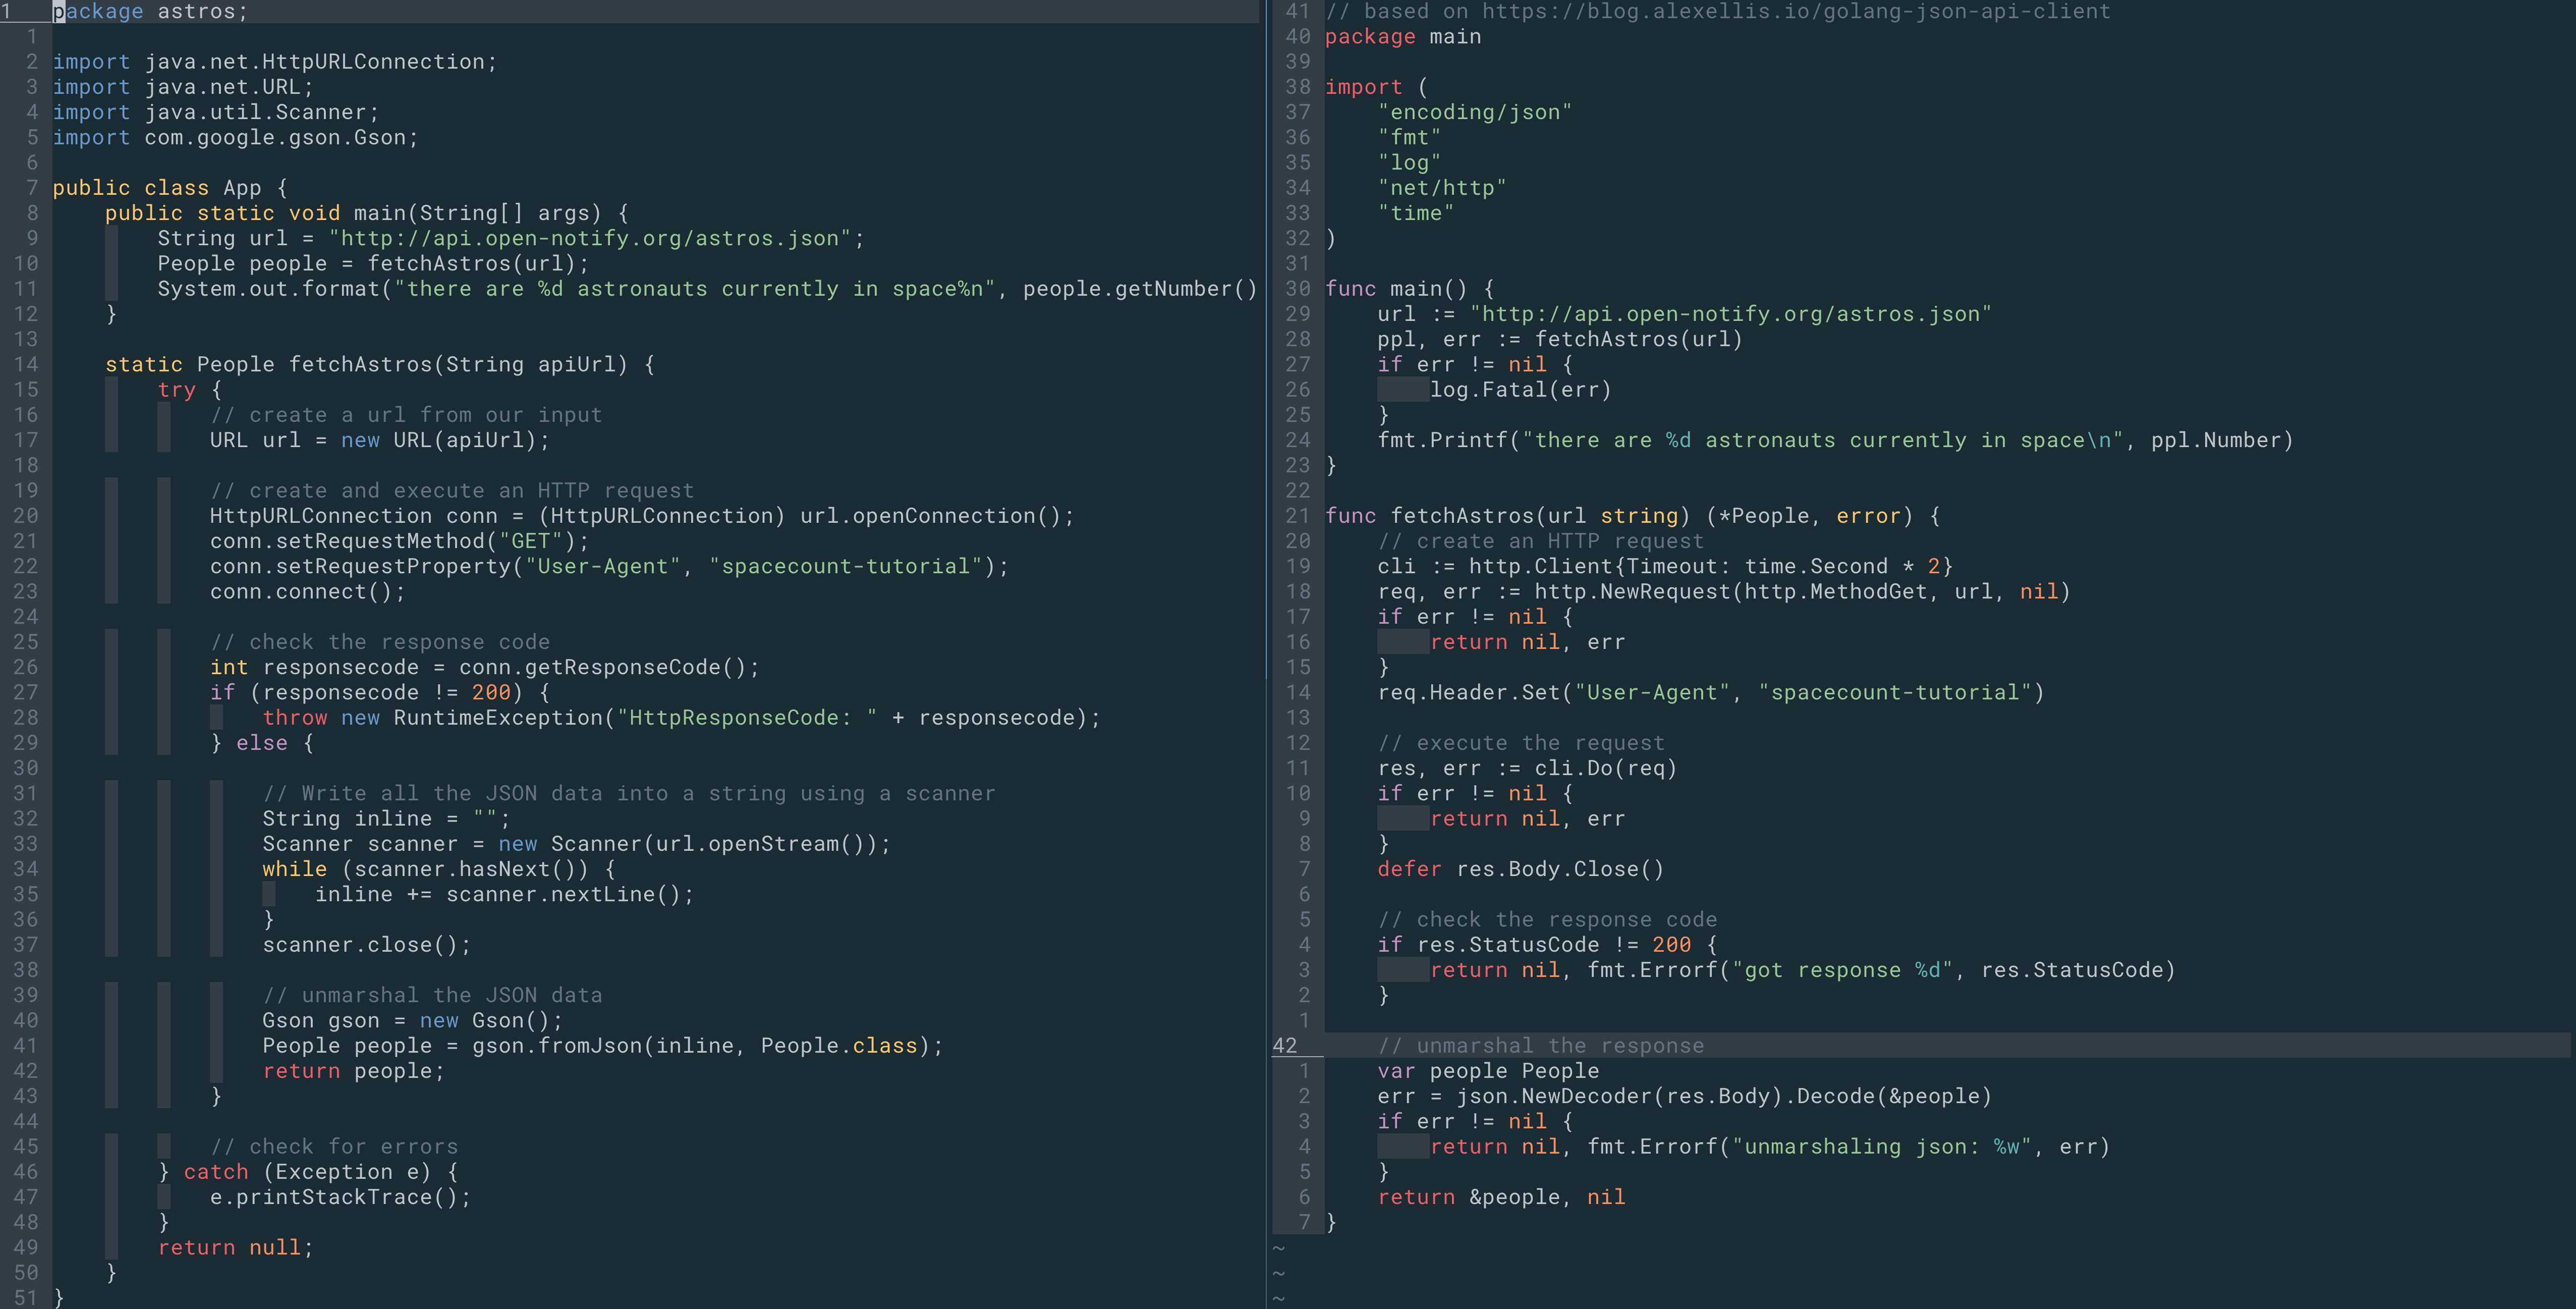 1 package astros;
1
2 import java.net.HttpURLConnection;
3 import java.net.URL;
4 import java.util.Scanner;
5 import com.google.gson.Gson;
6
7 public class App {
8     public static void main(String[] args) {
9         String url = "http://api.open-notify.org/astros.json";
10         People people = fetchAstros(url);
11         System.out.format("there are %d astronauts currently in space%n", people.getNumber()
12     }
13
14     static People fetchAstros(String apiUrl) {
15         try {
16             // create a url from our input
17             URL url = new URL(apiUrl);
18
19             // create and execute an HTTP request
20             HttpURLConnection conn = (HttpURLConnection) url.openConnection();
21             conn.setRequestMethod("GET");
22             conn.setRequestProperty("User-Agent", "spacecount-tutorial");
23             conn.connect();
24
25             // check the response code
26             int responsecode = conn.getResponseCode();
27             if (responsecode != 200) {
28                 throw new RuntimeException("HttpResponseCode: " + responsecode);
29             } else {
30
31                 // Write all the JSON data into a string using a scanner
32                 String inline = "";
33                 Scanner scanner = new Scanner(url.openStream());
34                 while (scanner.hasNext()) {
35                     inline += scanner.nextLine();
36                 }
37                 scanner.close();
38
39                 // unmarshal the JSON data
40                 Gson gson = new Gson();
41                 People people = gson.fromJson(inline, People.class);
42                 return people;
43             }
44
45             // check for errors
46         } catch (Exception e) {
47             e.printStackTrace();
48         }
49         return null;
50     }
51 }
41 // based on https://blog.alexellis.io/golang-json-api-client
40 package main
39
38 import (
37     "encoding/json"
36     "fmt"
35     "log"
34     "net/http"
33     "time"
32 )
31
30 func main() {
29     url := "http://api.open-notify.org/astros.json"
28     ppl, err := fetchAstros(url)
27     if err != nil {
26         log.Fatal(err)
25     }
24     fmt.Printf("there are %d astronauts currently in space\n", ppl.Number)
23 }
22
21 func fetchAstros(url string) (*People, error) {
20     // create an HTTP request
19     cli := http.Client{Timeout: time.Second * 2}
18     req, err := http.NewRequest(http.MethodGet, url, nil)
17     if err != nil {
16         return nil, err
15     }
14     req.Header.Set("User-Agent", "spacecount-tutorial")
13
12     // execute the request
11     res, err := cli.Do(req)
10     if err != nil {
9         return nil, err
8     }
7     defer res.Body.Close()
6
5     // check the response code
4     if res.StatusCode != 200 {
3         return nil, fmt.Errorf("got response %d", res.StatusCode)
2     }
1
42     // unmarshal the response
1     var people People
2     err = json.NewDecoder(res.Body).Decode(&people)
3     if err != nil {
4         return nil, fmt.Errorf("unmarshaling json: %w", err)
5     }
6     return &people, nil
7 }
~
~
~